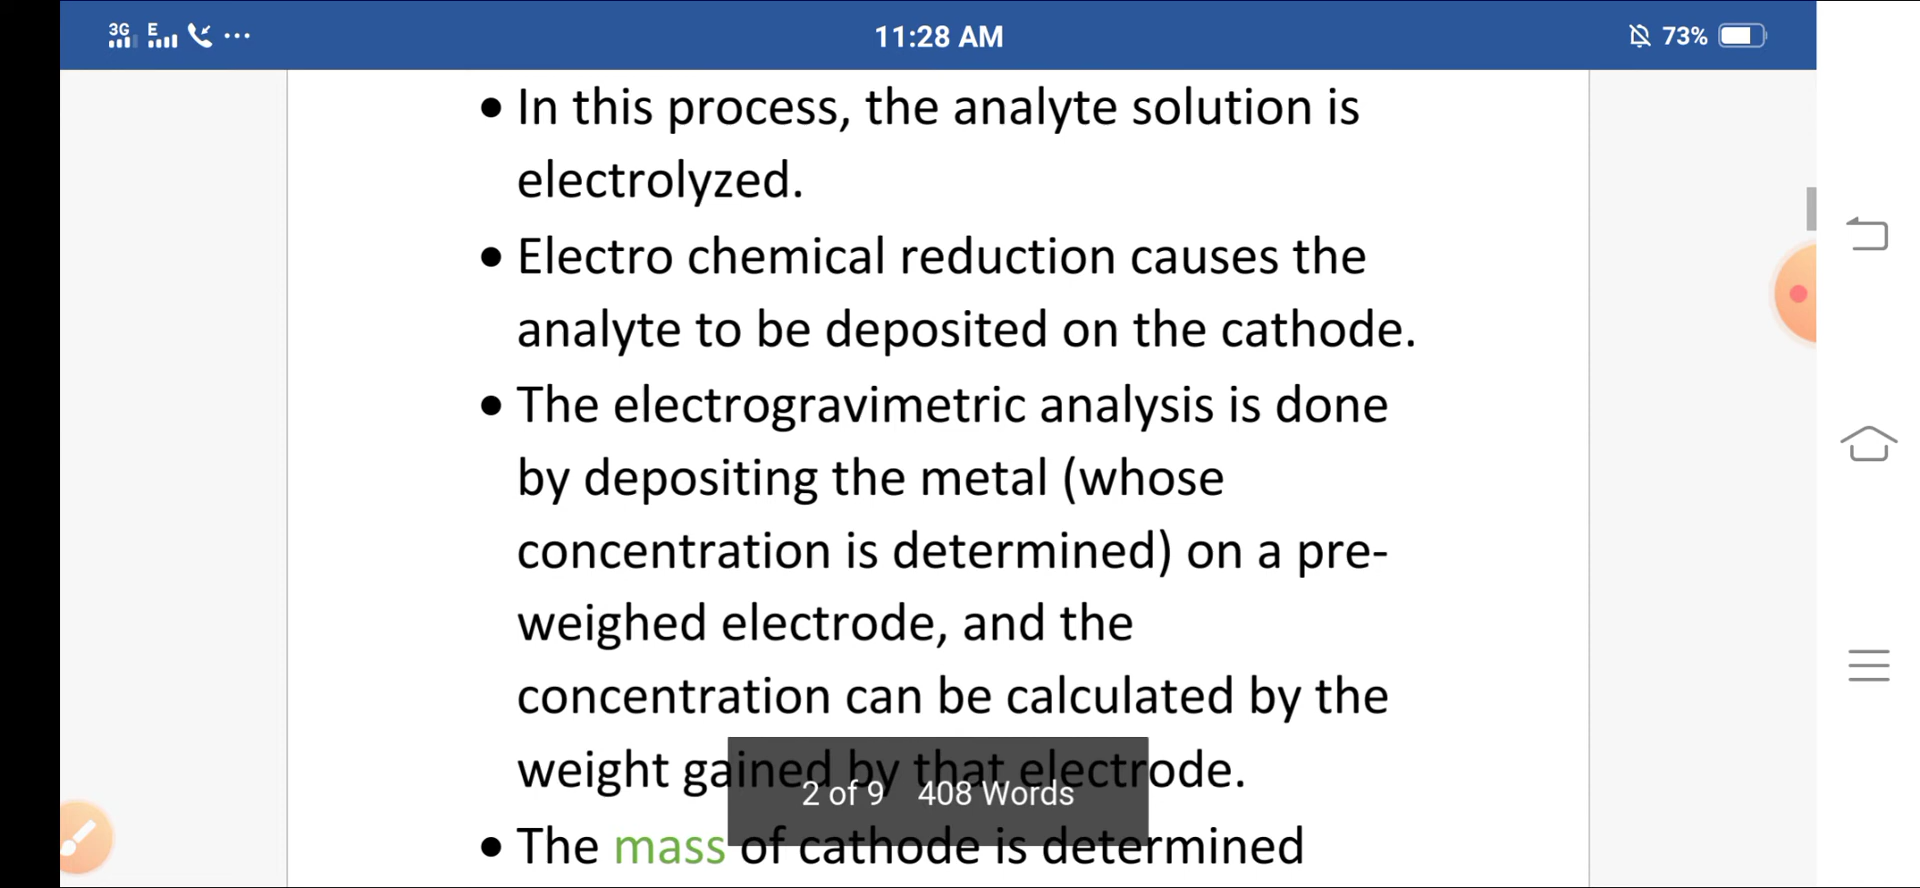 3G E ... 11:28 AM 73%
• In this process, the analyte solution is
electrolyzed.
• Electro chemical reduction causes the
analyte to be deposited on the cathode.
• The electrogravimetric analysis is done
by depositing the metal (whose
concentration is determined) on a pre-
weighed electrode, and the
concentration can be calculated by the
weight gained by that electrode.
2 of 9 408 Words
• The mass of cathode is determined